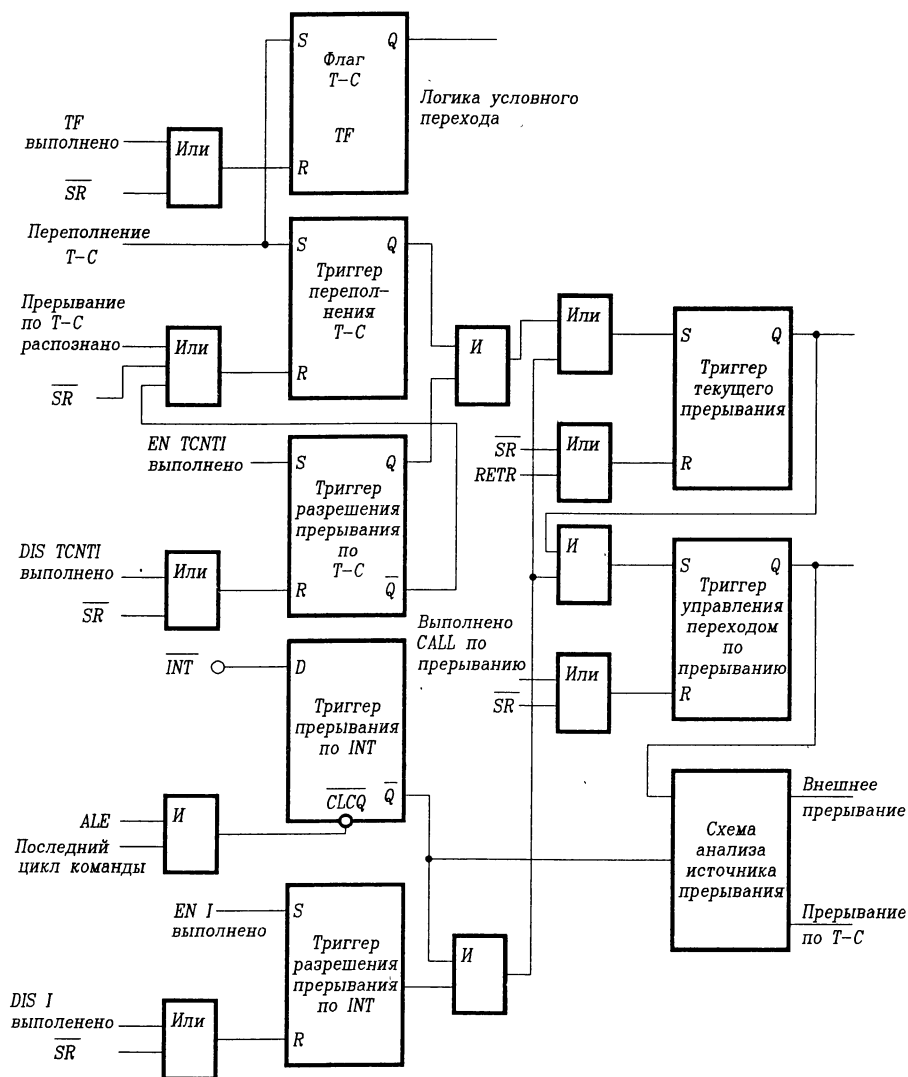 S
Q
Флаг
Т–С
TF
R
Логика условного
перехода
TF
выполнено
Или
SR
Переполнение
Т–С
S
Q
Триггер
перепол-
нения
Т–С
R
Прерывание
по Т–С
распознано
Или
SR
И
Или
S
Q
Триггер
текущего
прерывания
R
SR
RETR
Или
EN TCNTI
выполнено
S
Q
Триггер
разрешения
прерывания
по
Т–С
R
Q
DIS TCNTI
выполнено
Или
SR
И
S
Q
Триггер
управления
переходом
по
прерыванию
R
Выполнено
CALL по
прерыванию
SR
Или
INT
D
Триггер
прерывания
по INT
CLCQ
Q
ALE
Последний
цикл команды
И
Схема
анализа
источника
прерывания
Внешнее
прерывание
Прерывание
по Т–С
EN I
выполнено
S
Триггер
разрешения
прерывания
по INT
R
И
DIS I
выполенено
Или
SR